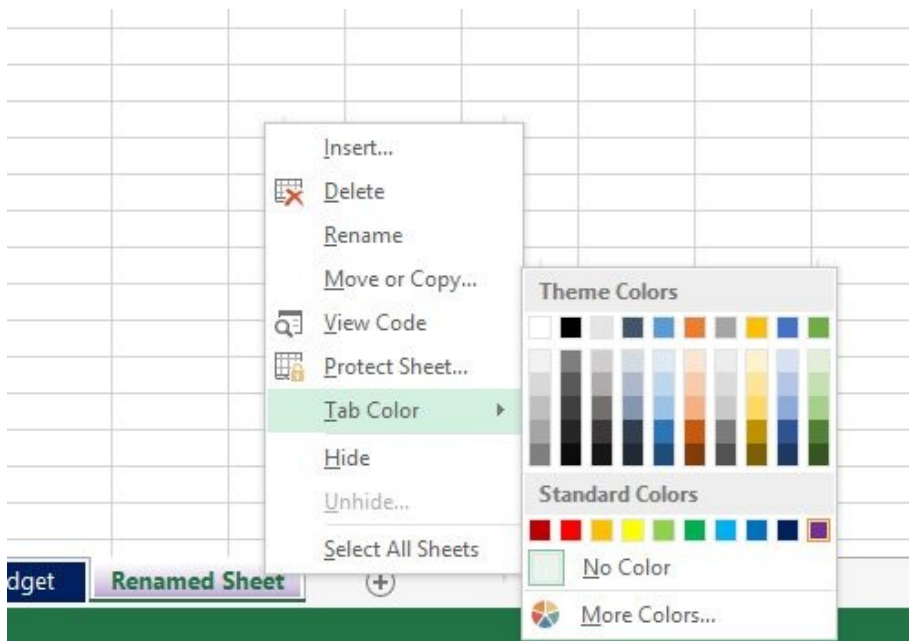 Insert...
Delete
Rename
Move or Copy...
View Code
Protect Sheet...
Tab Color
Hide
Unhide...
Select All Sheets
Theme Colors
Standard Colors
No Color
More Colors...
dget
Renamed Sheet